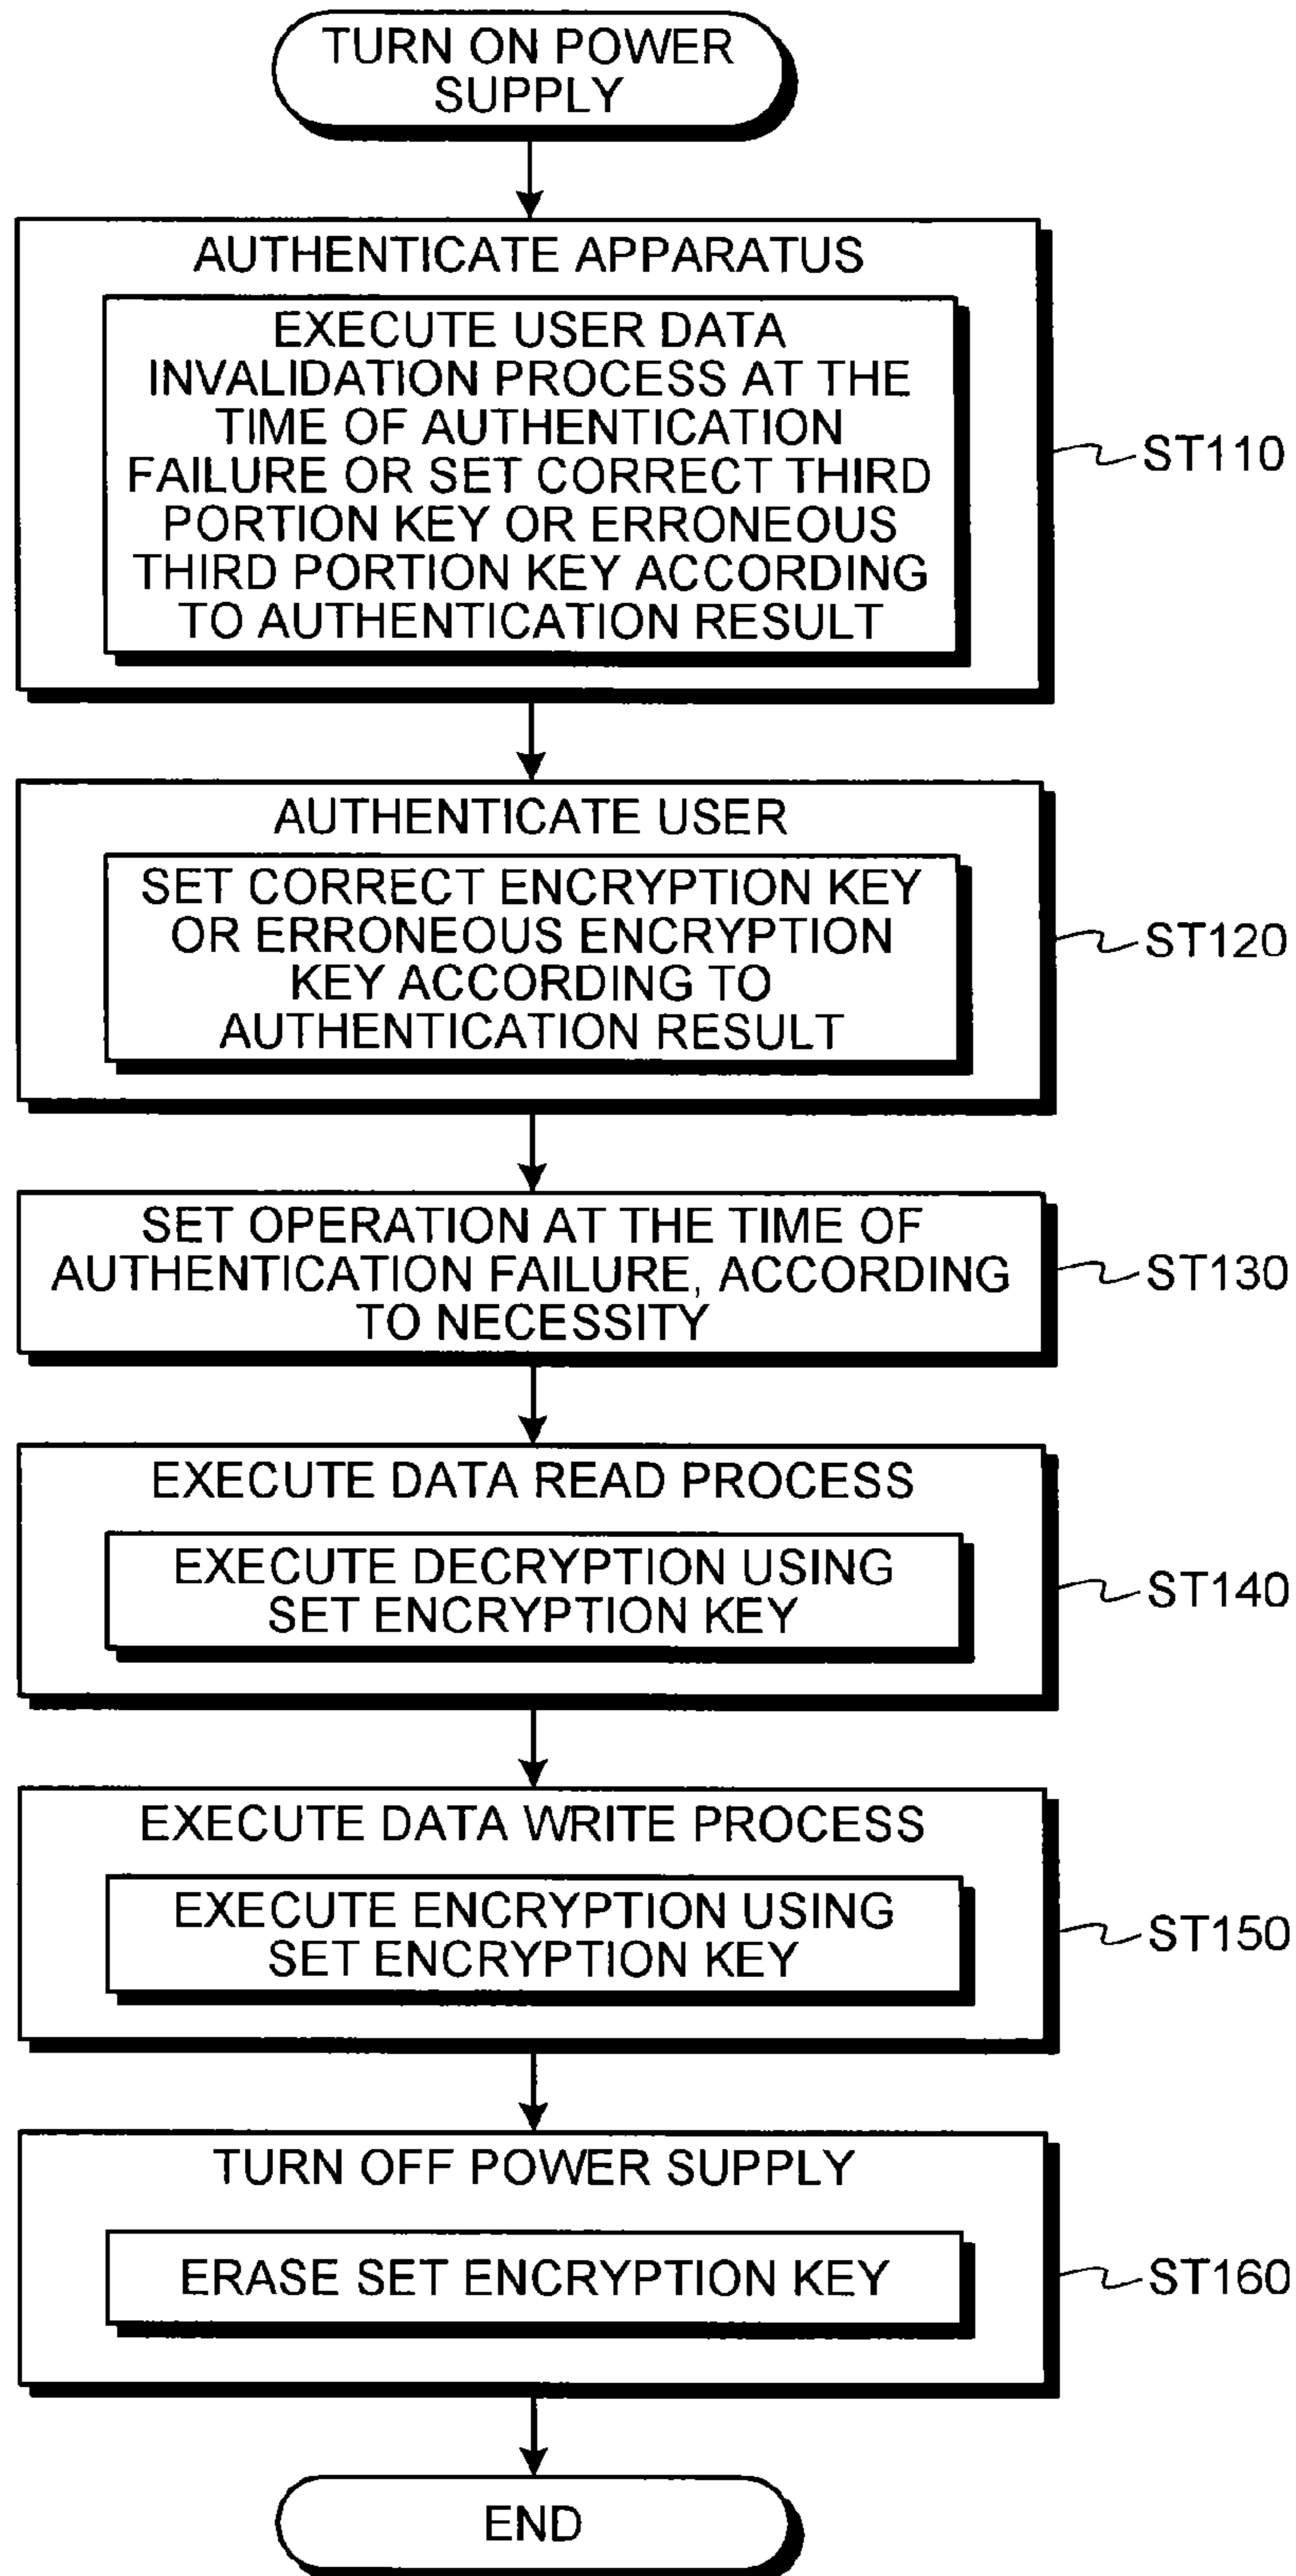 TURN ON POWER
SUPPLY
AUTHENTICATE APPARATUS
EXECUTE USER DATA
INVALIDATION PROCESS AT THE
TIME OF AUTHENTICATION
FAILURE OR SET CORRECT THIRD
PORTION KEY OR ERRONEOUS
THIRD PORTION KEY ACCORDING
TO AUTHENTICATION RESULT
ST110
AUTHENTICATE USER
SET CORRECT ENCRYPTION KEY
OR ERRONEOUS ENCRYPTION
KEY ACCORDING TO
AUTHENTICATION RESULT
ST120
SET OPERATION AT THE TIME OF
AUTHENTICATION FAILURE, ACCORDING
TO NECESSITY
ST130
EXECUTE DATA READ PROCESS
EXECUTE DECRYPTION USING
SET ENCRYPTION KEY
ST140
EXECUTE DATA WRITE PROCESS
EXECUTE ENCRYPTION USING
SET ENCRYPTION KEY
ST150
TURN OFF POWER SUPPLY
ERASE SET ENCRYPTION KEY
ST160
END